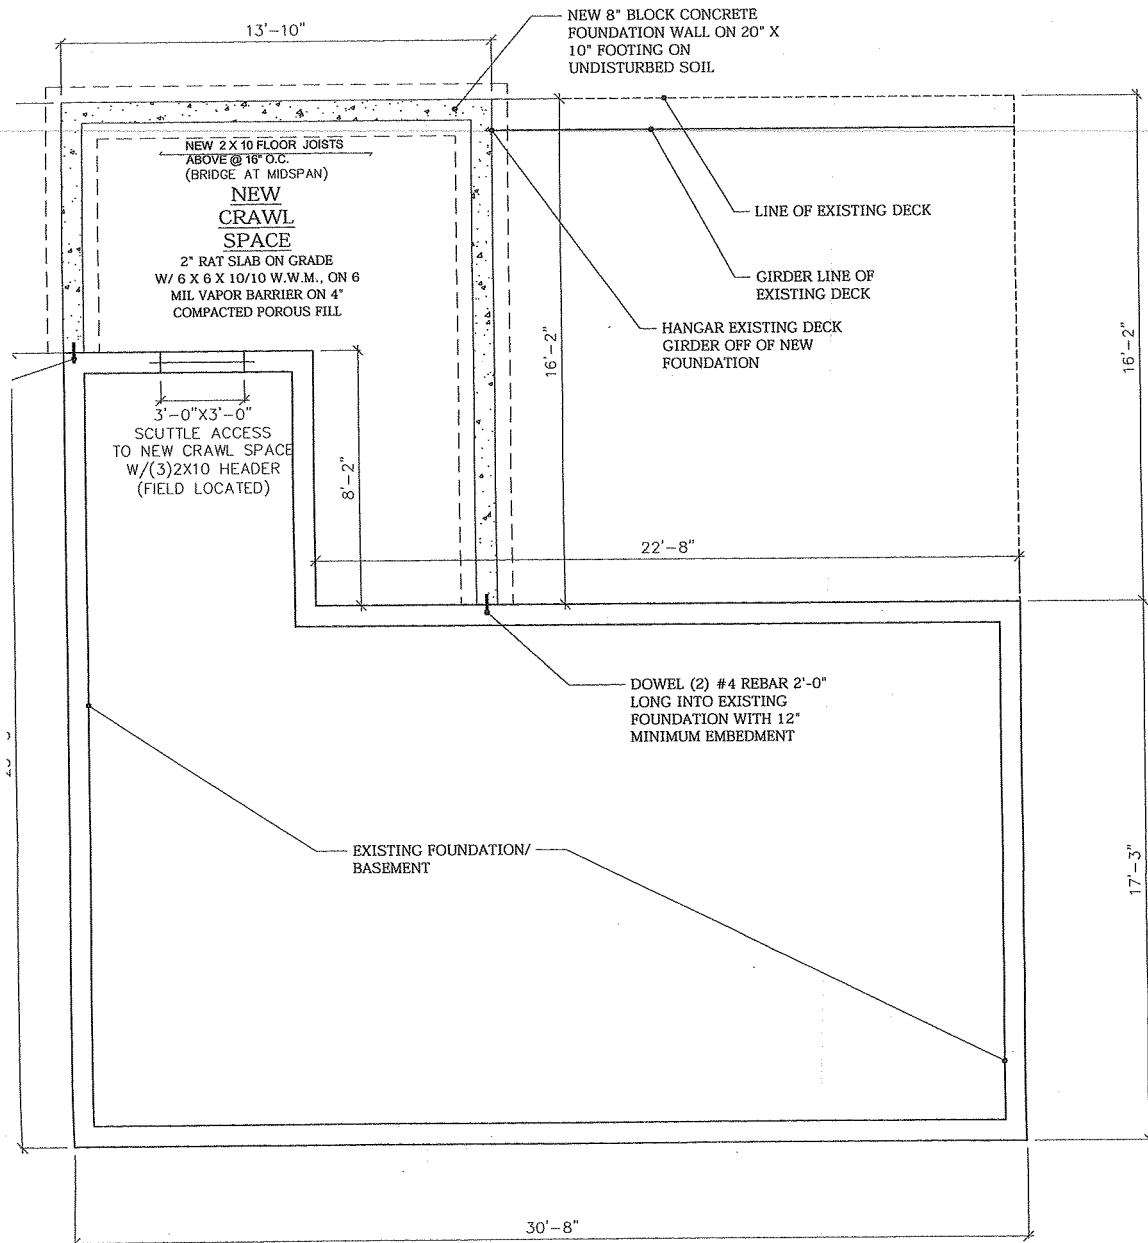 13'-10"
NEW 8" BLOCK CONCRETE
FOUNDATION WALL ON 20" X
10" FOOTING ON
UNDISTURBED SOIL
NEW 2 X 10 FLOOR JOISTS
ABOVE @ 16" O.C.
(BRIDGE AT MIDSPAN)
NEW
CRAWL
SPACE
2" RAT SLAB ON GRADE
W/ 6 X 6 X 10/10 W.W.M., ON 6
MIL VAPOR BARRIER ON 4"
COMPACTED POROUS FILL
LINE OF EXISTING DECK
GIRDER LINE OF
EXISTING DECK
HANGAR EXISTING DECK
GIRDER OFF OF NEW
FOUNDATION
16'-2"
16'-2"
3'-0"X3'-0"
SCUTTLE ACCESS
TO NEW CRAWL SPACE
W/(3)2X10 HEADER
(FIELD LOCATED)
8'-2"
22'-8"
DOWEL (2) #4 REBAR 2'-0"
LONG INTO EXISTING
FOUNDATION WITH 12"
MINIMUM EMBEDMENT
EXISTING FOUNDATION/
BASEMENT
17'-3"
30'-8"